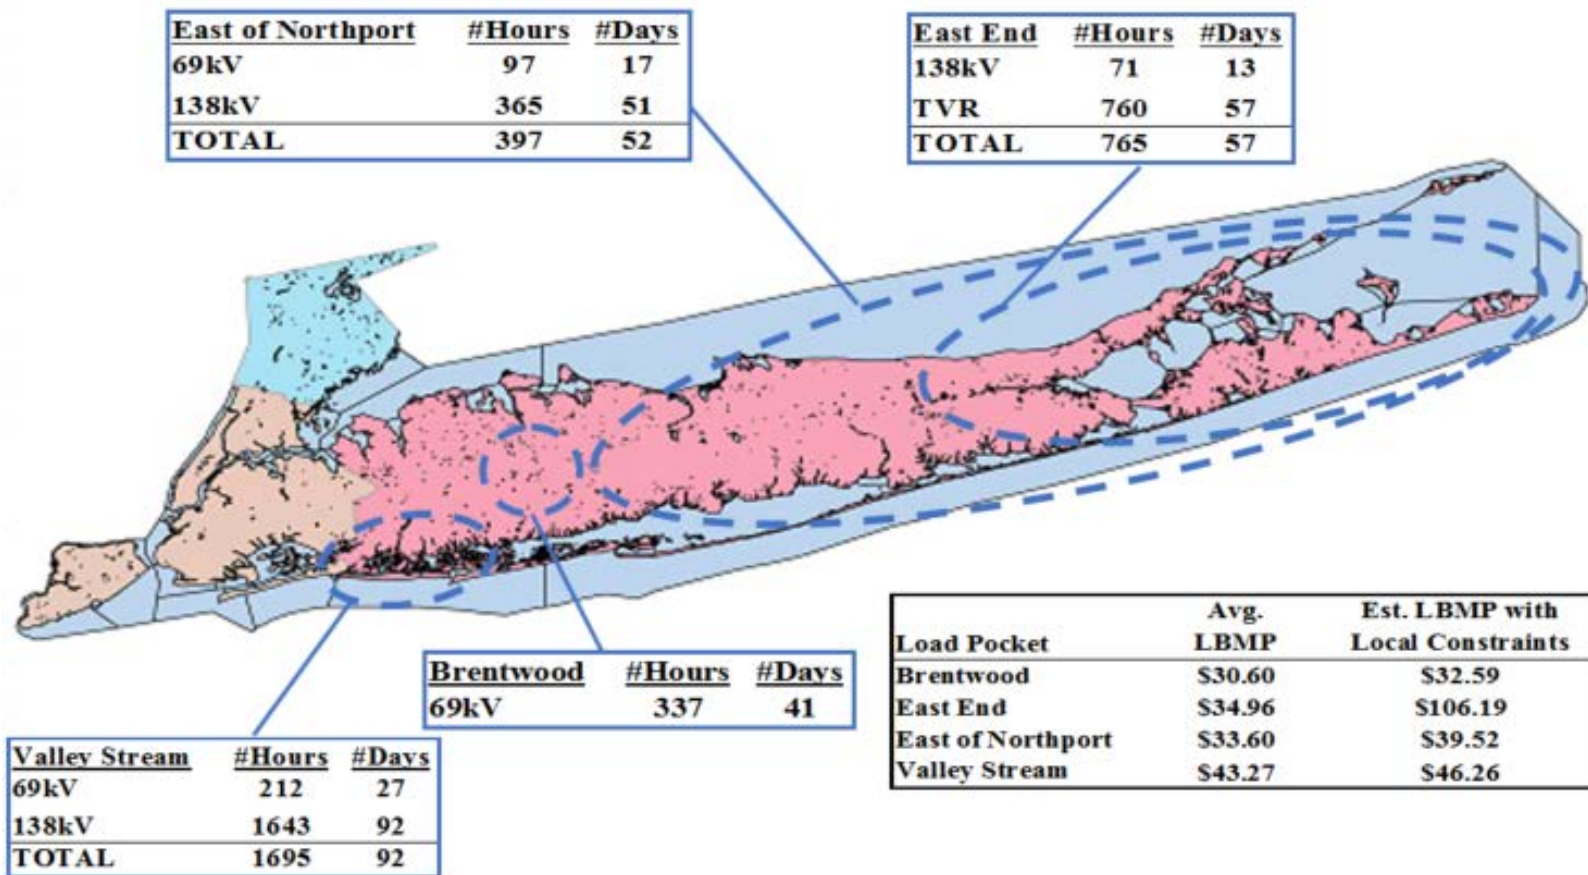 East of Northport #Hours #Days
69kV 97 17
138kV 365 51
TOTAL 397 52
East End #Hours #Days
138kV 71 13
TVR 760 57
TOTAL 765 57
Brentwood #Hours #Days
69kV 337 41
Valley Stream #Hours #Days
69kV 212 27
138kV 1643 92
TOTAL 1695 92
Avg. Est. LBMP with
Load Pocket LBMP Local Constraints
Brentwood $30.60 $32.59
East End $34.96 $106.19
East of Northport $33.60 $39.52
Valley Stream $43.27 $46.26